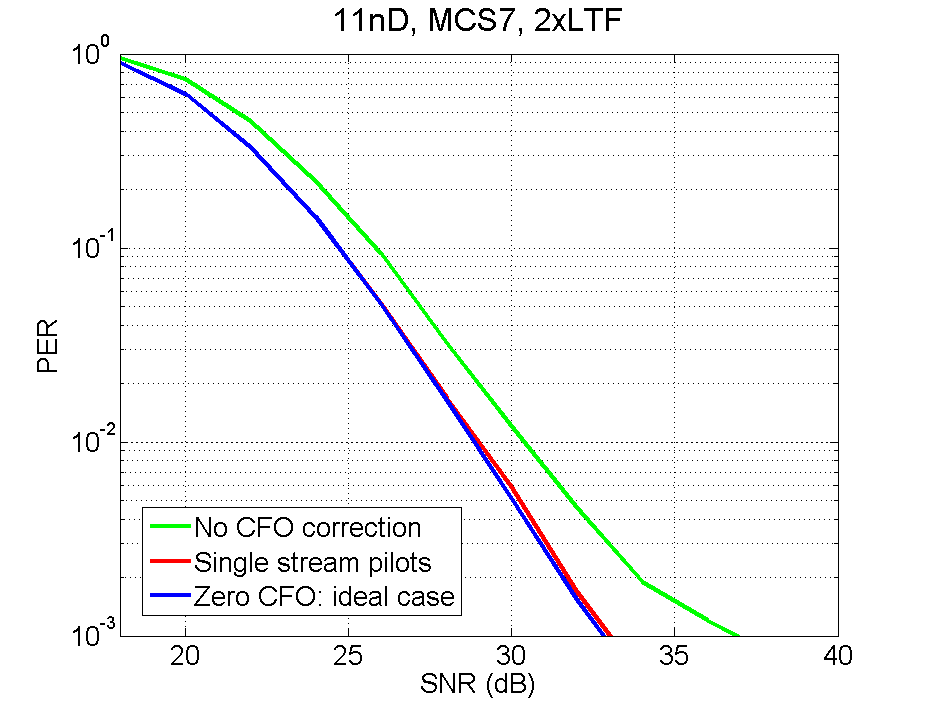 11nD, MCS7, 2xLTF
10^0
10^-1
10^-2
10^-3
PER
No CFO correction
Single stream pilots
Zero CFO: ideal case
20 25 30 35 40
SNR (dB)